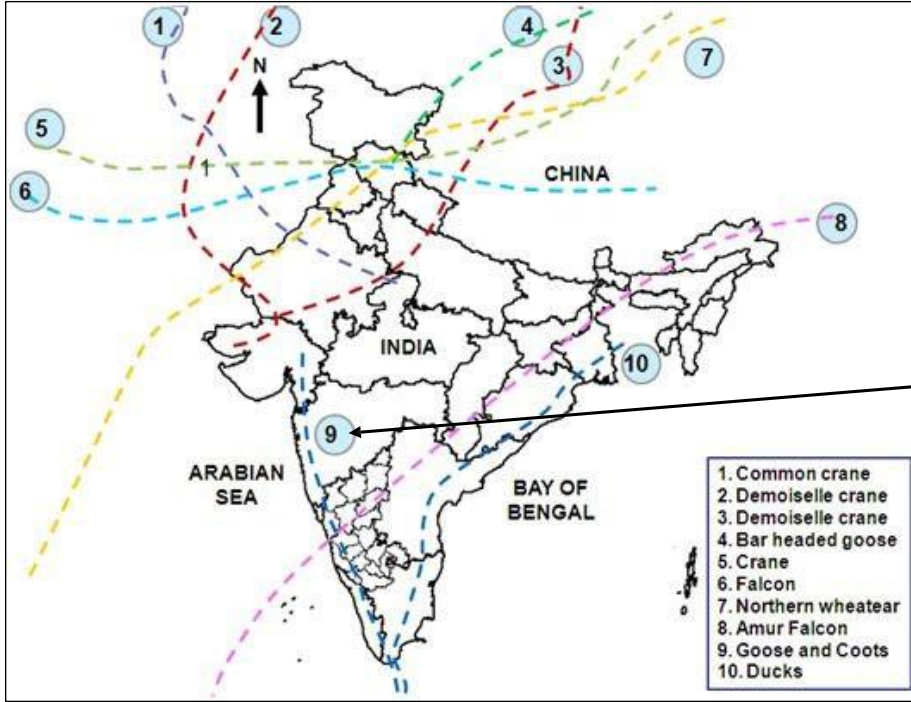 1
2
4
N
3
7
5
1
CHINA
6
8
INDIA
10
9
ARABIAN
SEA
BAY OF
BENGAL
1. Common crane
2. Demoiselle crane
3. Demoiselle crane
4. Bar headed goose
5. Crane
6. Falcon
7. Northern wheatear
8. Amur Falcon
9. Goose and Coots
10. Ducks